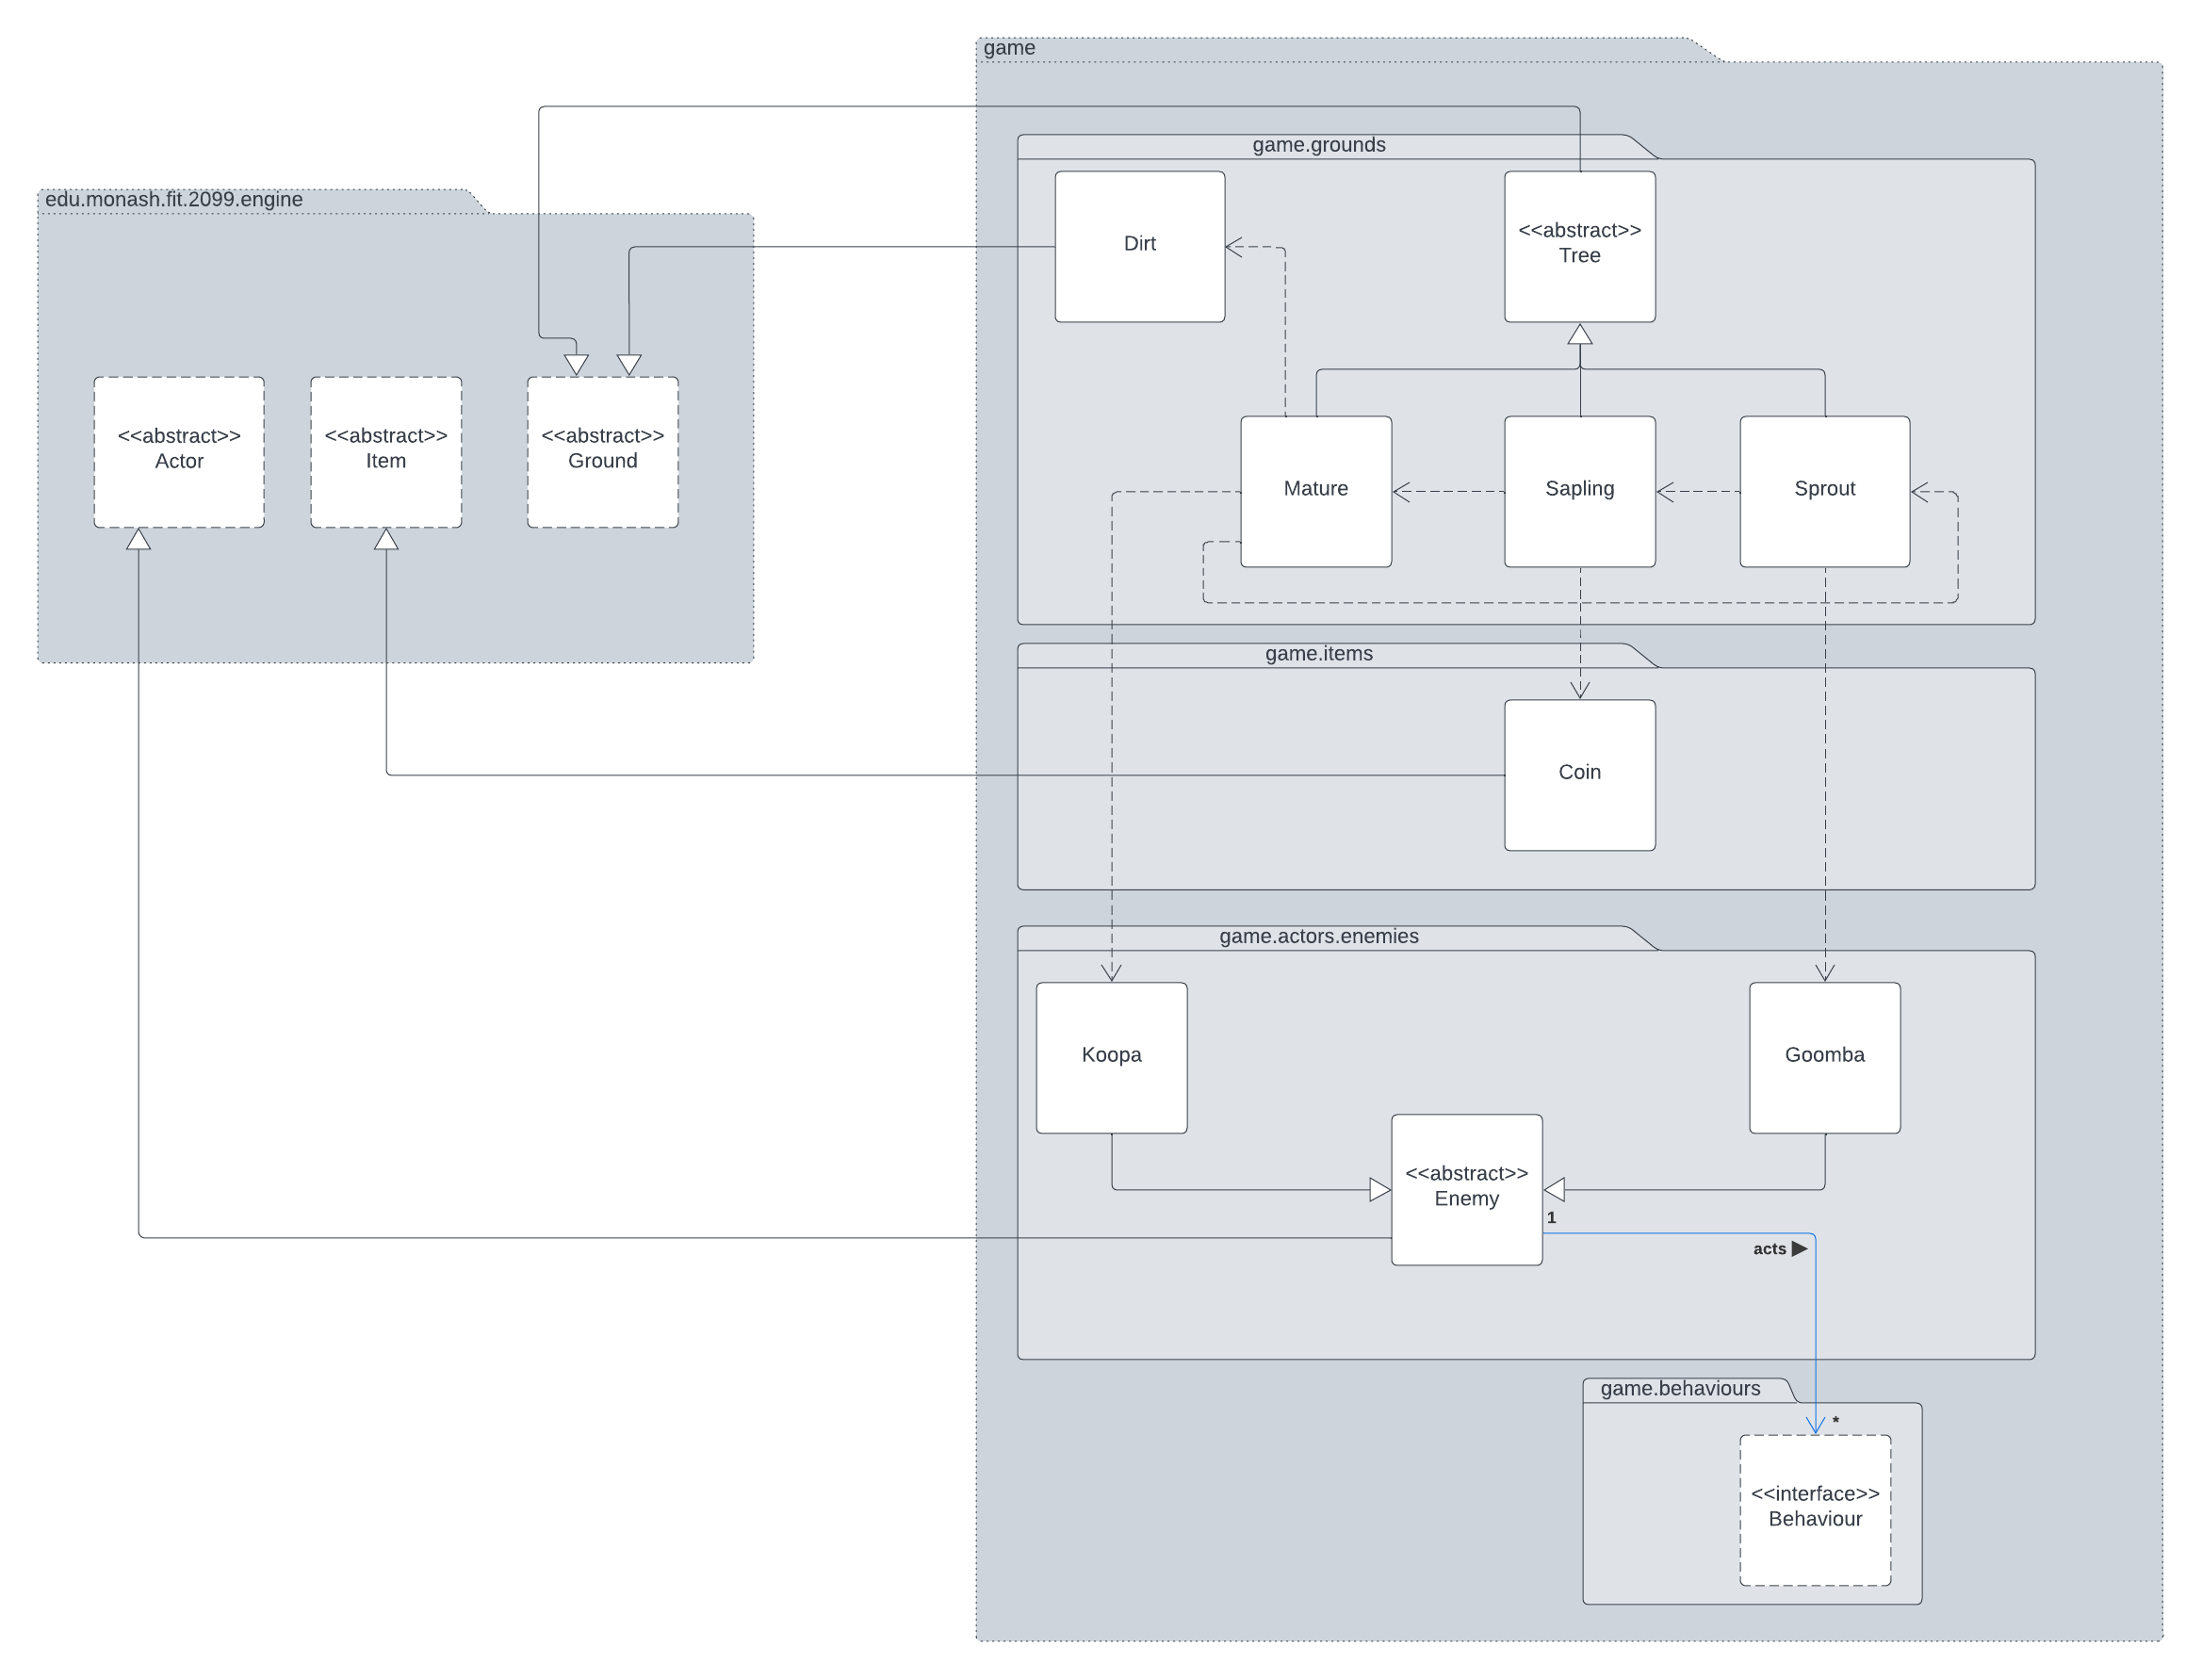 game
game.grounds
edu.monash.fit.2099.engine
Dirt
<<abstract>>
Tree
<<abstract>>
Actor
<<abstract>>
Item
<<abstract>>
Ground
Mature
Sapling
Sprout
game.items
Coin
game.actors.enemies
Koopa
Goomba
<<abstract>>
Enemy
1
acts ▶
game.behaviours
*
<<interface>>
Behaviour